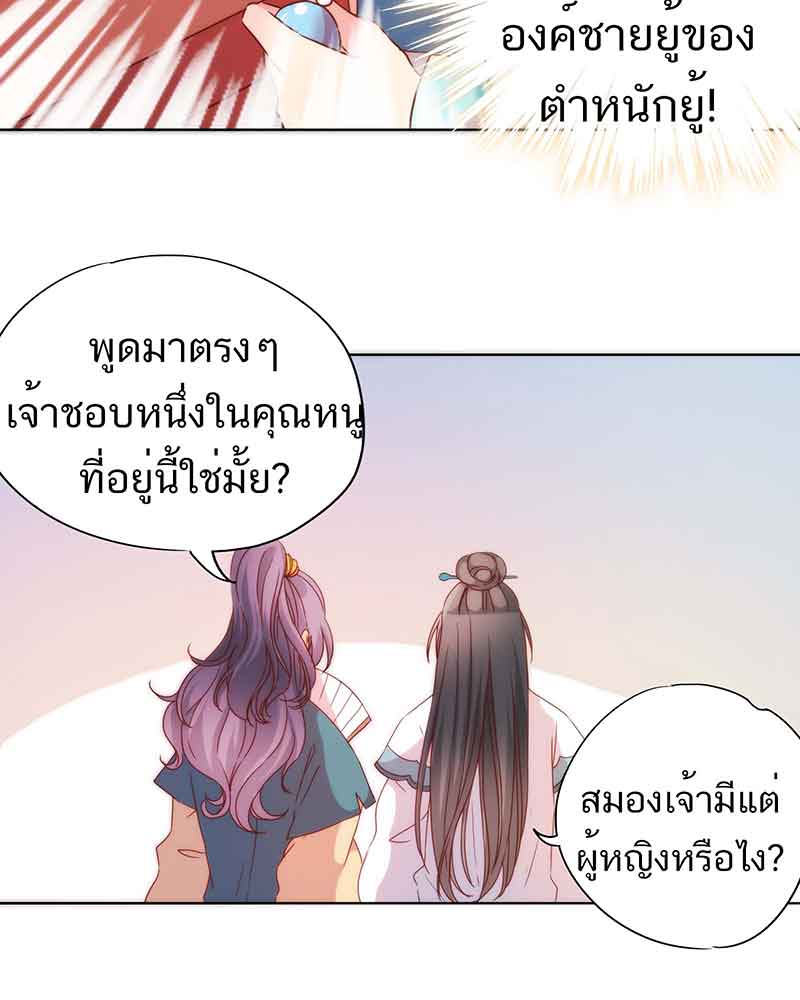 องค์ชายยู้ของ
ตำหนักยู้!
พูดมาตรงๆ
เจ้าชอบหนึ่งในคุณหนู
ที่อยู่นี้ใช่มั้ย?
สมองเจ้ามีแต่
ผู้หญิงหรือไง?